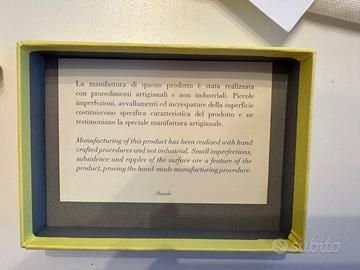 La manifattura di questo prodotto è stata realizzata
con procedimenti artigianali e non industriali. Piccole
imperfezioni, avvallamenti ed increspature della superficie
costituiscono specifica caratteristica del prodotto e ne
testimoniano la speciale manifattura artigianale.
Manufacturing of this product has been realized with hand
crafted procedures and not industrial. Small imperfections,
subsidence and ripples of the surface are a feature of the
product, proving the hand-made manufacturing procedure.
subito